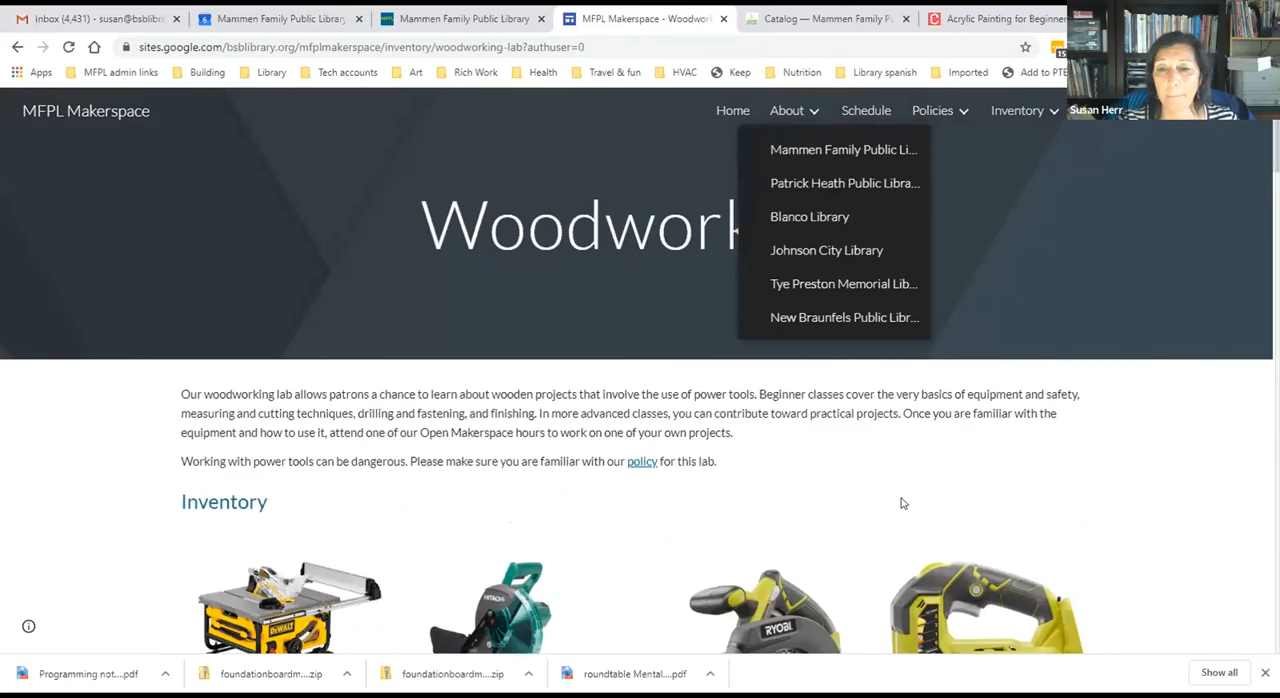 Inbox (4,431) - susan@bsblibra
Mammen Family Public Library
Mammen Family Public Library
MFPL Makerspace - Woodwork
Catalog — Mammen Family Pu
Acrylic Painting for Beginner
sites.google.com/bsblibrary.org/mfplmakerspace/inventory/woodworking-lab?authuser=0
15
Apps
MFPL admin links
Building
Library
Tech accounts
Art
Rich Work
Health
Travel & fun
HVAC
Keep
Nutrition
Library spanish
Imported
Add to PTE
Susan Herr
MFPL Makerspace
Home
About
Schedule
Policies
Inventory
Mammen Family Public Li...
Patrick Heath Public Libra...
Blanco Library
Johnson City Library
Tye Preston Memorial Lib...
New Braunfels Public Libr...
Woodwork
Our woodworking lab allows patrons a chance to learn about wooden projects that involve the use of power tools. Beginner classes cover the very basics of equipment and safety,
measuring and cutting techniques, drilling and fastening, and finishing. In more advanced classes, you can contribute toward practical projects. Once you are familiar with the
equipment and how to use it, attend one of our Open Makerspace hours to work on one of your own projects.
Working with power tools can be dangerous. Please make sure you are familiar with our policy for this lab.
Inventory
DEWALT
HITACHI
RYOBI
Programming not....pdf
foundationboardm....zip
foundationboardm....zip
roundtable Mental....pdf
Show all